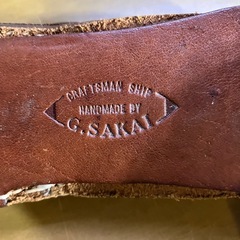 CRAFTSMAN SHIP
HANDMADE BY
G. SAKAI